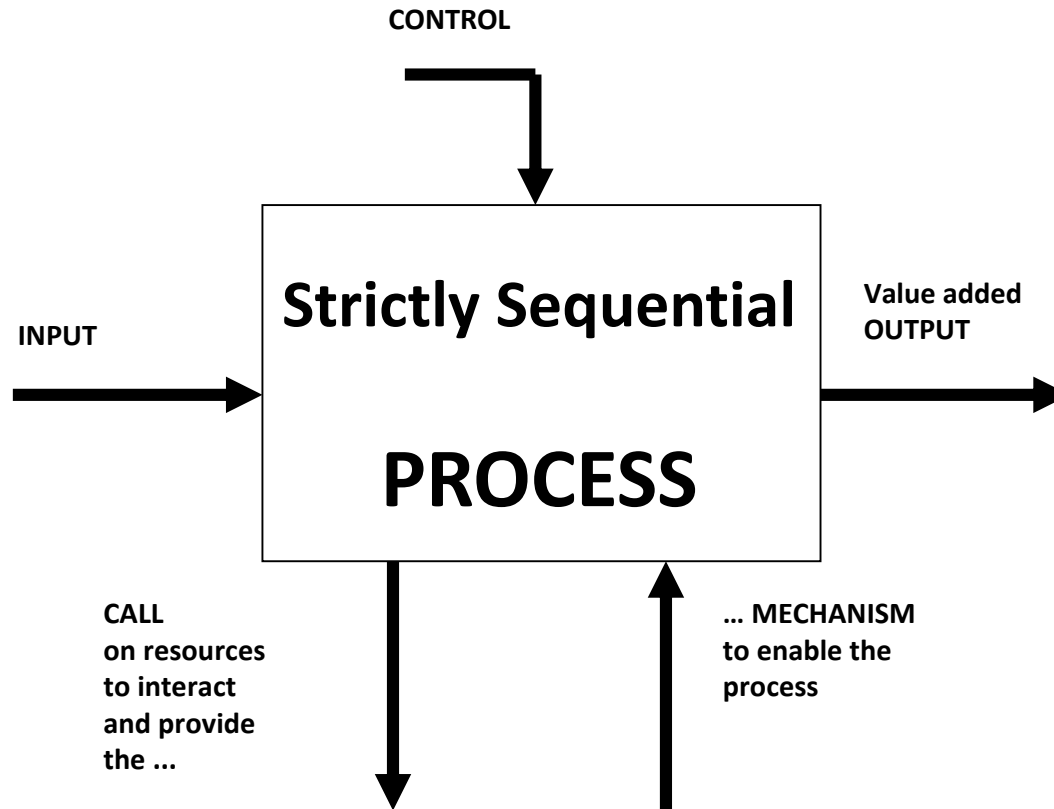 CONTROL
Strictly Sequential
PROCESS
INPUT
Value added
OUTPUT
CALL
on resources
to interact
and provide
the ...
... MECHANISM
to enable the
process